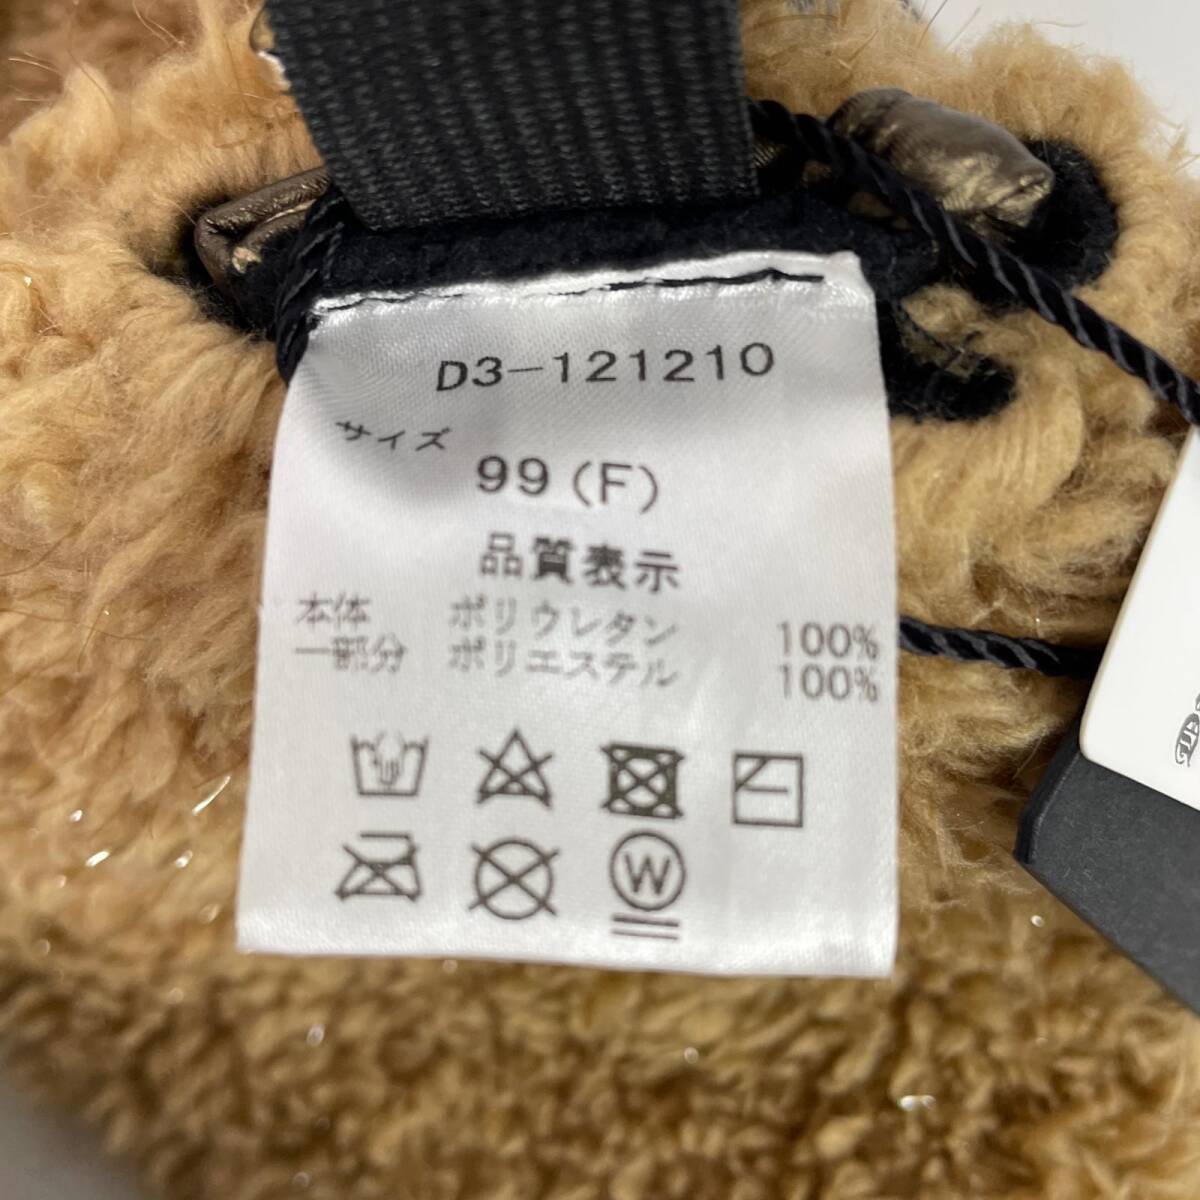 D3-121210
サイズ
99(F)
品質表示
本体 ポリウレタン 100%
一部分 ポリエステル 100%
W